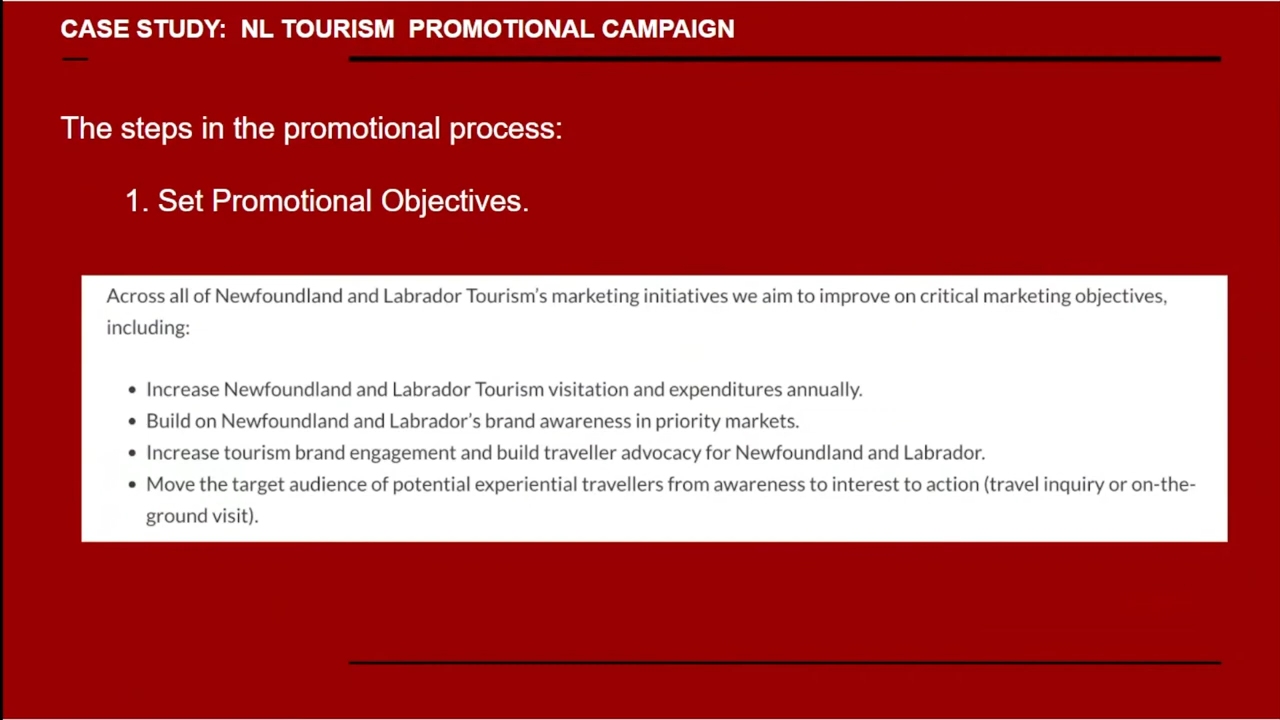 CASE STUDY: NL TOURISM PROMOTIONAL CAMPAIGN
The steps in the promotional process:
1. Set Promotional Objectives.
Across all of Newfoundland and Labrador Tourism’s marketing initiatives we aim to improve on critical marketing objectives,
including:
• Increase Newfoundland and Labrador Tourism visitation and expenditures annually.
• Build on Newfoundland and Labrador’s brand awareness in priority markets.
• Increase tourism brand engagement and build traveller advocacy for Newfoundland and Labrador.
• Move the target audience of potential experiential travellers from awareness to interest to action (travel inquiry or on-the-
ground visit).